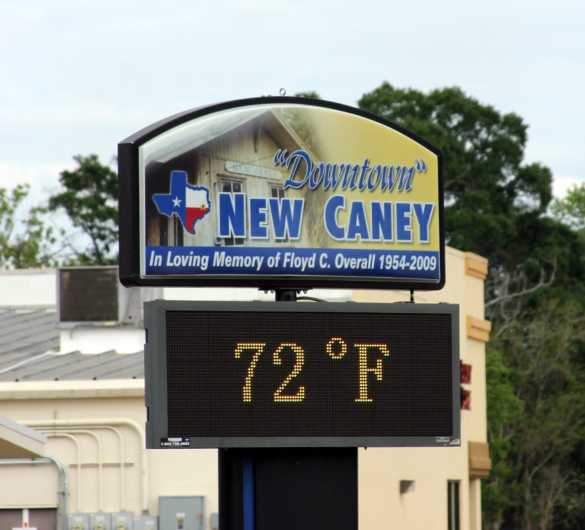 "Downtown"
NEW CANEY
In Loving Memory of Floyd C. Overall 1954-2009
72°F